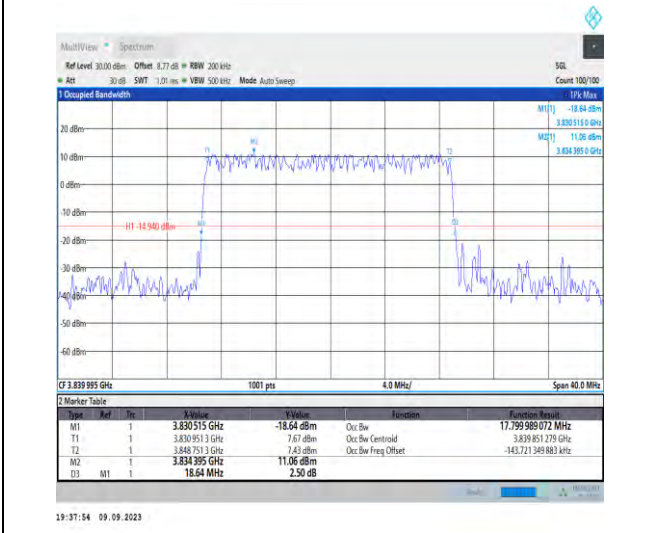 MultiView Spectrum
Ref Level 30.00 dBm Offset 8.77 dB RBW 200 kHz SGL
Att 30 dB SWT 1.01 ms VBW 500 kHz Mode Auto Sweep Count 100/100
1 Occupied Bandwidth 1Pk Max
M1[1] -18.64 dBm
3.830 515 0 GHz
M2[1] 11.06 dBm
3.834 395 0 GHz
20 dBm
M2
T1 T2
10 dBm
0 dBm
-10 dBm
H1 -14.940 dBm M1 D3
-20 dBm
-30 dBm
-40 dBm
-50 dBm
-60 dBm
CF 3.839 995 GHz 1001 pts 4.0 MHz/ Span 40.0 MHz
2 Marker Table
Type Ref Trc X-Value Y-Value Function Function Result
M1 1 3.830 515 GHz -18.64 dBm Occ Bw 17.799 989 072 MHz
T1 1 3.830 951 3 GHz 7.67 dBm Occ Bw Centroid 3.839 851 279 GHz
T2 1 3.848 751 3 GHz 7.43 dBm Occ Bw Freq Offset -143.721 349 883 kHz
M2 1 3.834 395 GHz 11.06 dBm
D3 M1 1 18.64 MHz 2.50 dB
19:37:54 09.09.2023